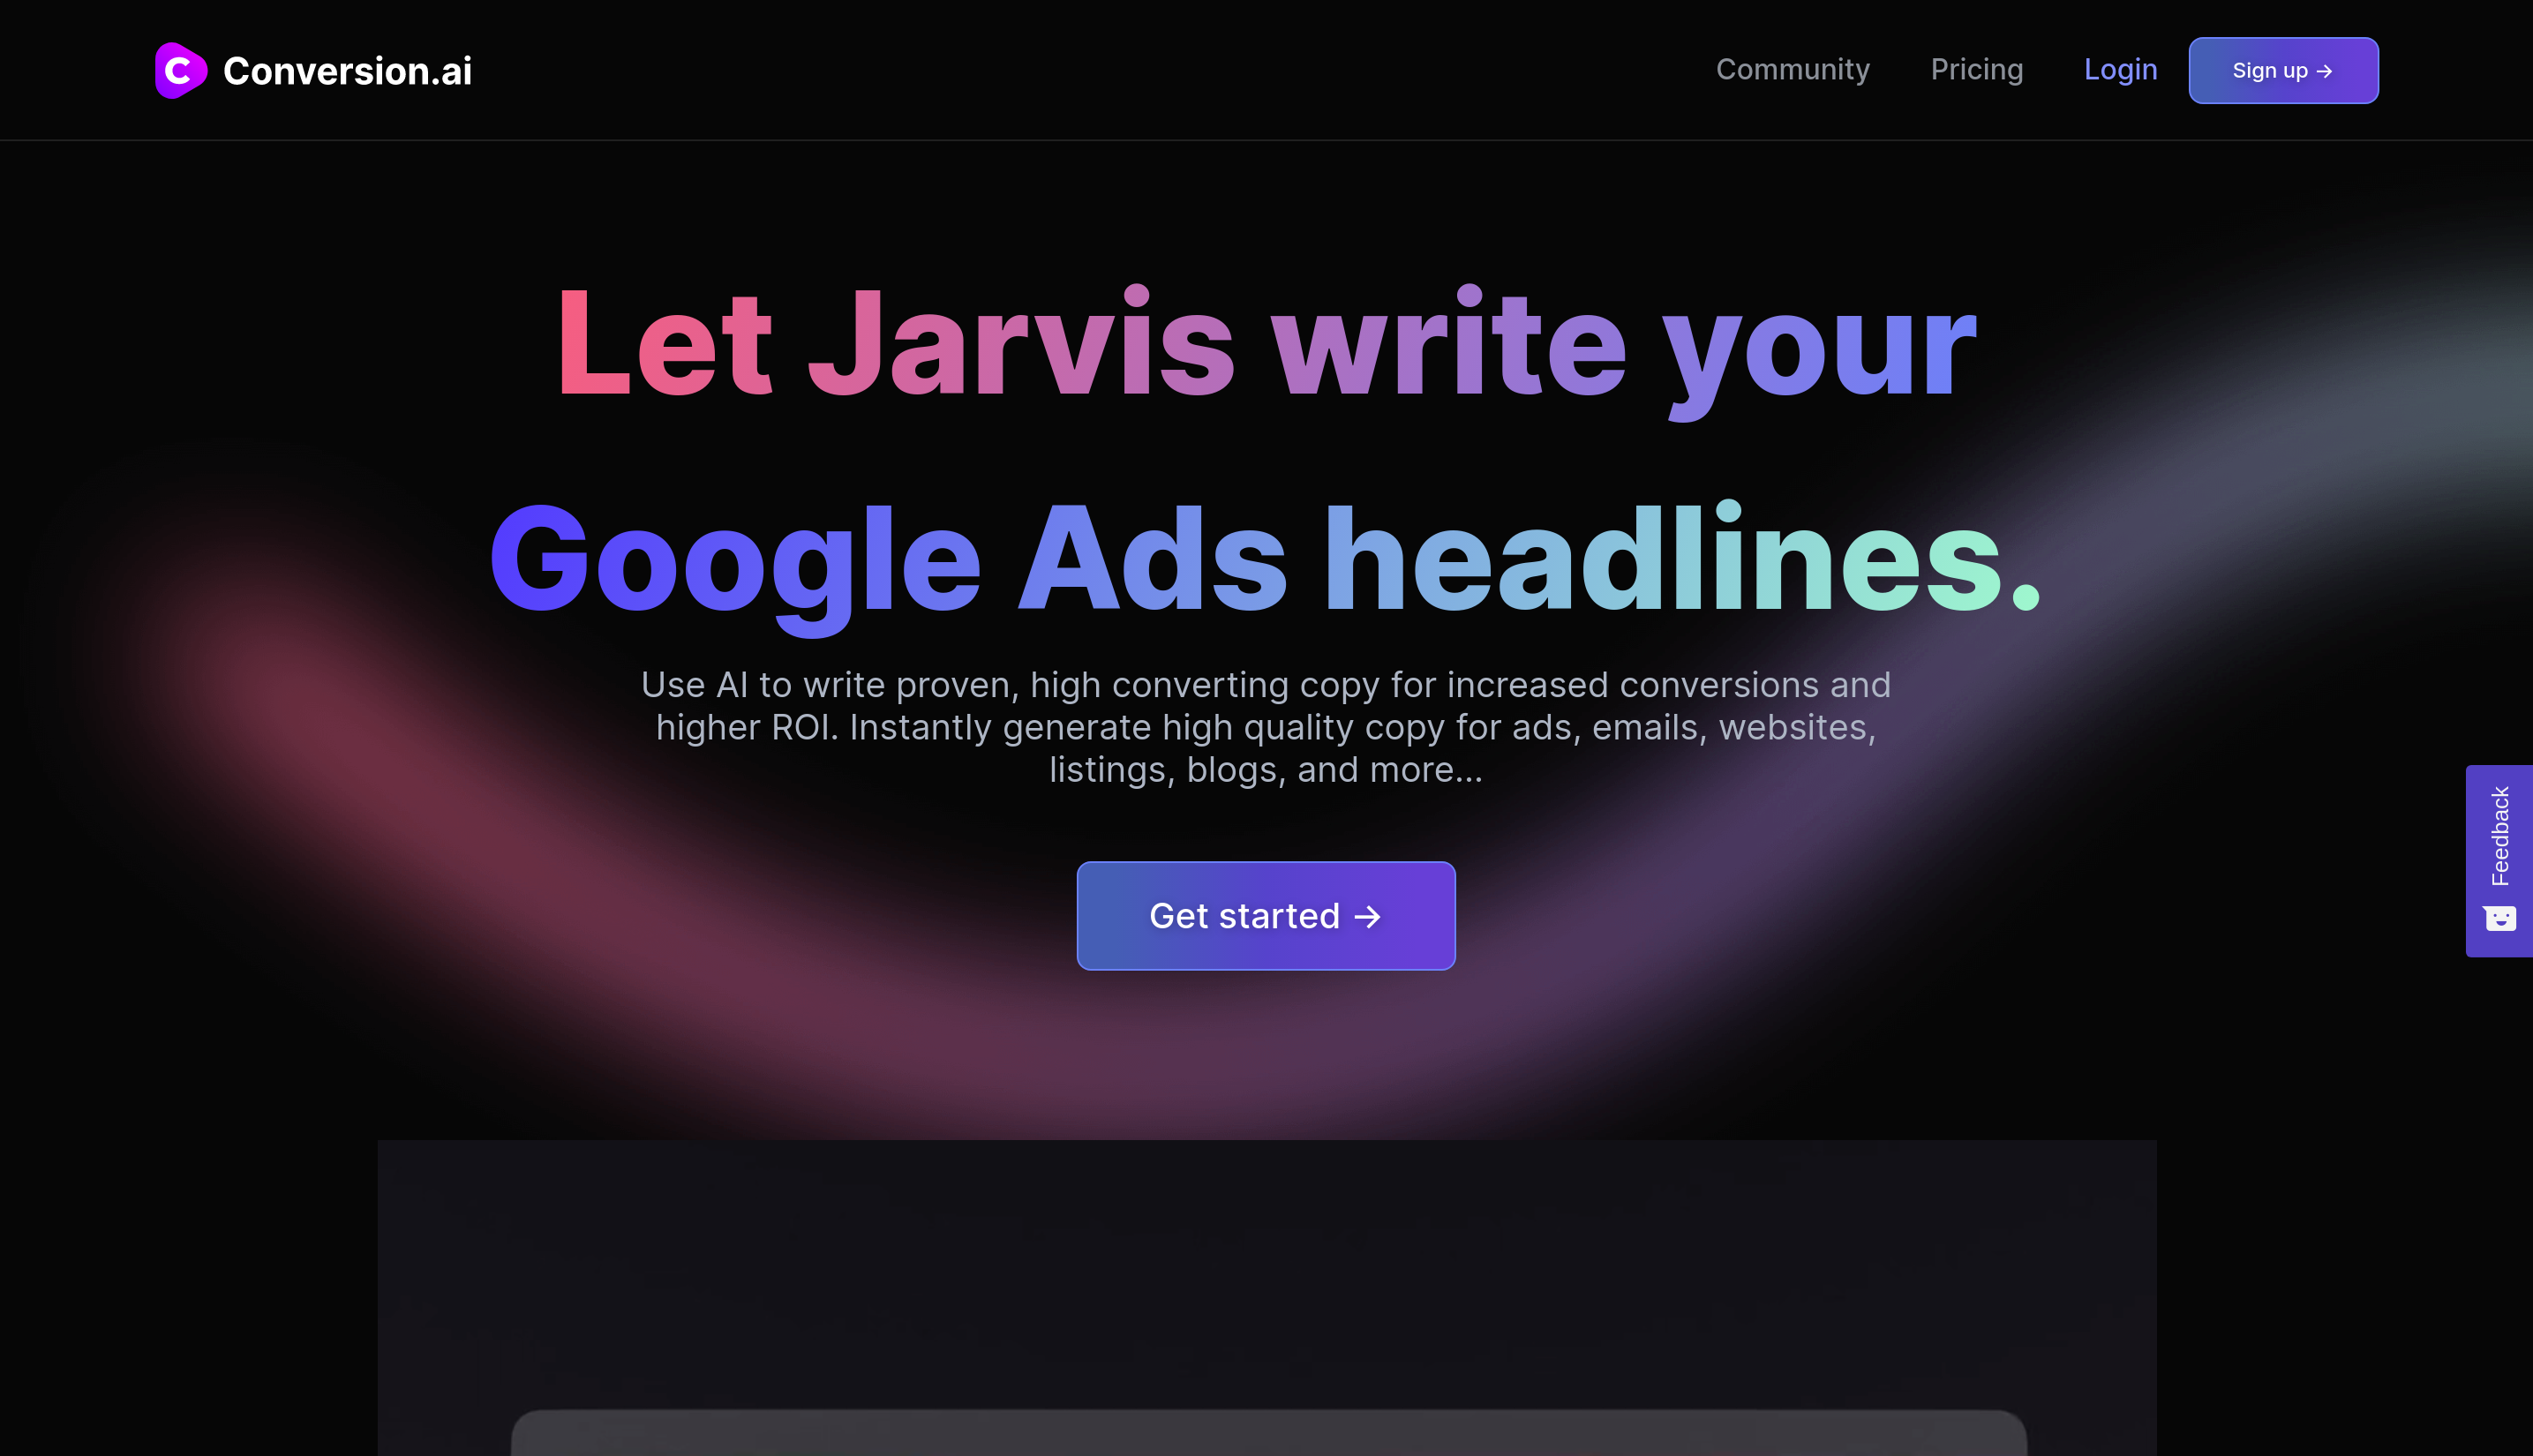 Conversion.ai
Community
Pricing
Login
Sign up →
Let Jarvis write your
Google Ads headlines.
Use AI to write proven, high converting copy for increased conversions and
higher ROI. Instantly generate high quality copy for ads, emails, websites,
listings, blogs, and more...
Get started →
Feedback